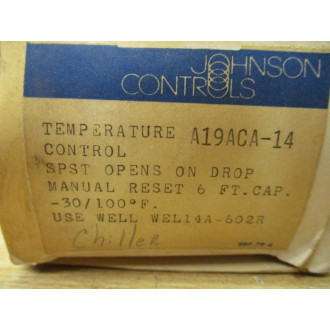 JOHNSON
CONTROLS
TEMPERATURE A19ACA-14
CONTROL
SPST OPENS ON DROP
MANUAL RESET 6 FT.CAP.
-30/100°F.
USE WELL WEL14A-602R
Chiller